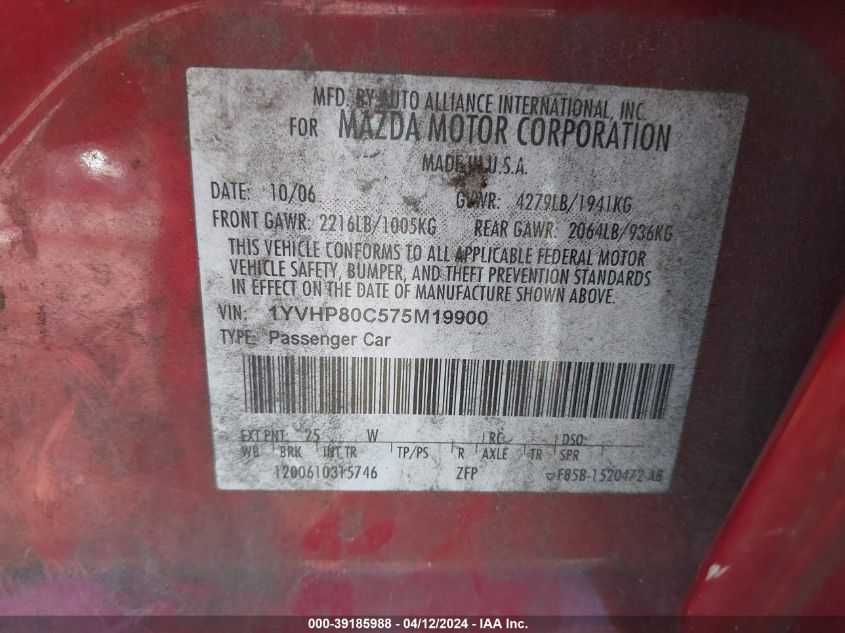 MFD. BY AUTO ALLIANCE INTERNATIONAL, INC.
FOR MAZDA MOTOR CORPORATION
MADE IN U.S.A.
DATE: 10/06 GVWR: 4279LB/1941KG
FRONT GAWR: 2216LB/1005KG REAR GAWR: 2064LB/936KG
THIS VEHICLE CONFORMS TO ALL APPLICABLE FEDERAL MOTOR
VEHICLE SAFETY, BUMPER, AND THEFT PREVENTION STANDARDS
IN EFFECT ON THE DATE OF MANUFACTURE SHOWN ABOVE.
VIN: 1YVHP80C575M19900
TYPE: Passenger Car
EXT PNT: 25 W RC: DSO:
WB BRK INT TR TP/PS R AXLE TR SPR
1200610315746 ZFP F85B-1520472-AB
000-39185988 - 04/12/2024 - IAA Inc.